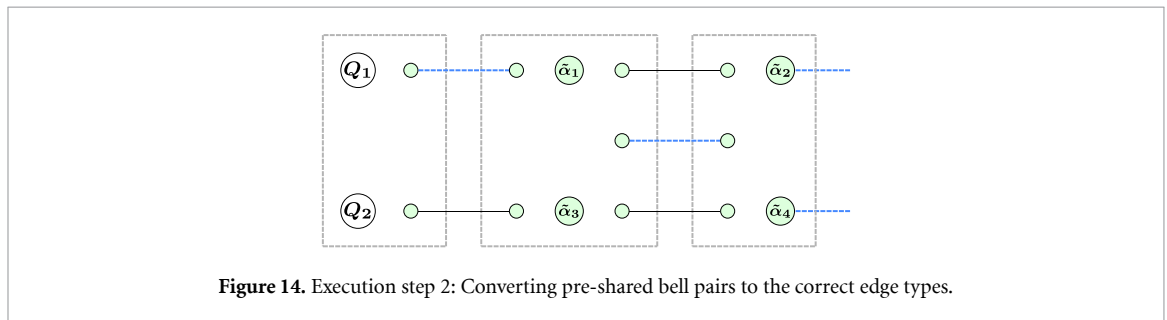 Q₁ α̃₁ α̃₂
Q₂ α̃₃ α̃₄
Figure 14. Execution step 2: Converting pre-shared bell pairs to the correct edge types.